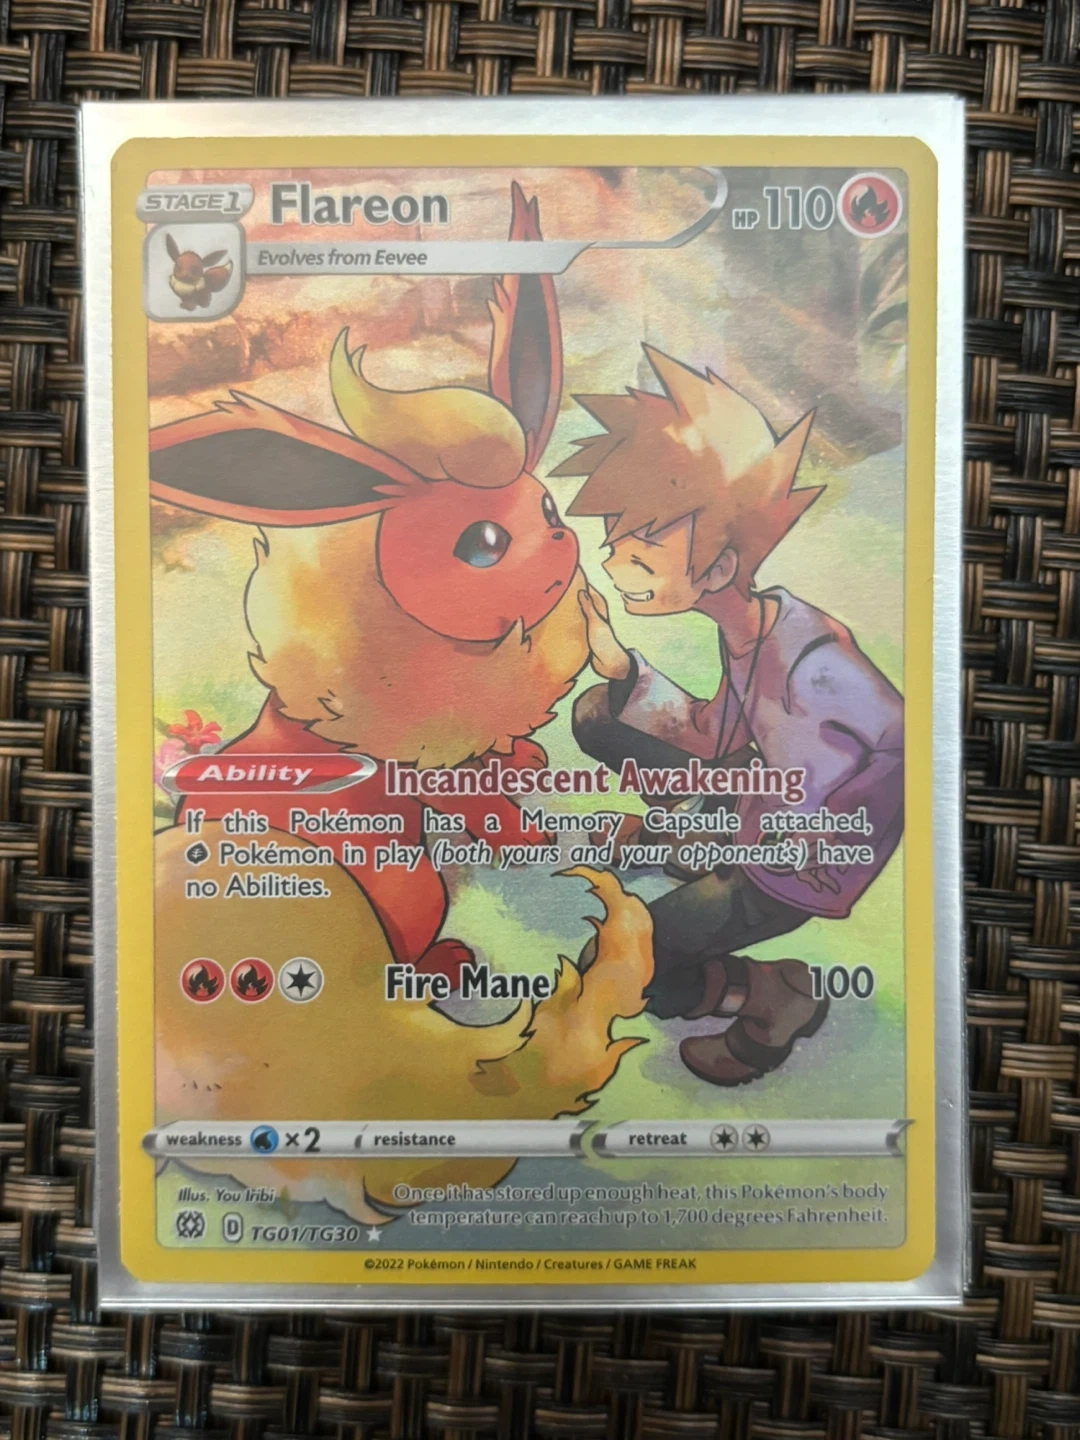 STAGE 1 Flareon HP 110
Evolves from Eevee
Ability Incandescent Awakening
If this Pokémon has a Memory Capsule attached,
Pokémon in play (both yours and your opponent's) have
no Abilities.
Fire Mane 100
weakness ×2 resistance retreat
Illus. You Iribi
Once it has stored up enough heat, this Pokémon's body
temperature can reach up to 1,700 degrees Fahrenheit.
D TG01/TG30
©2022 Pokémon / Nintendo / Creatures / GAME FREAK